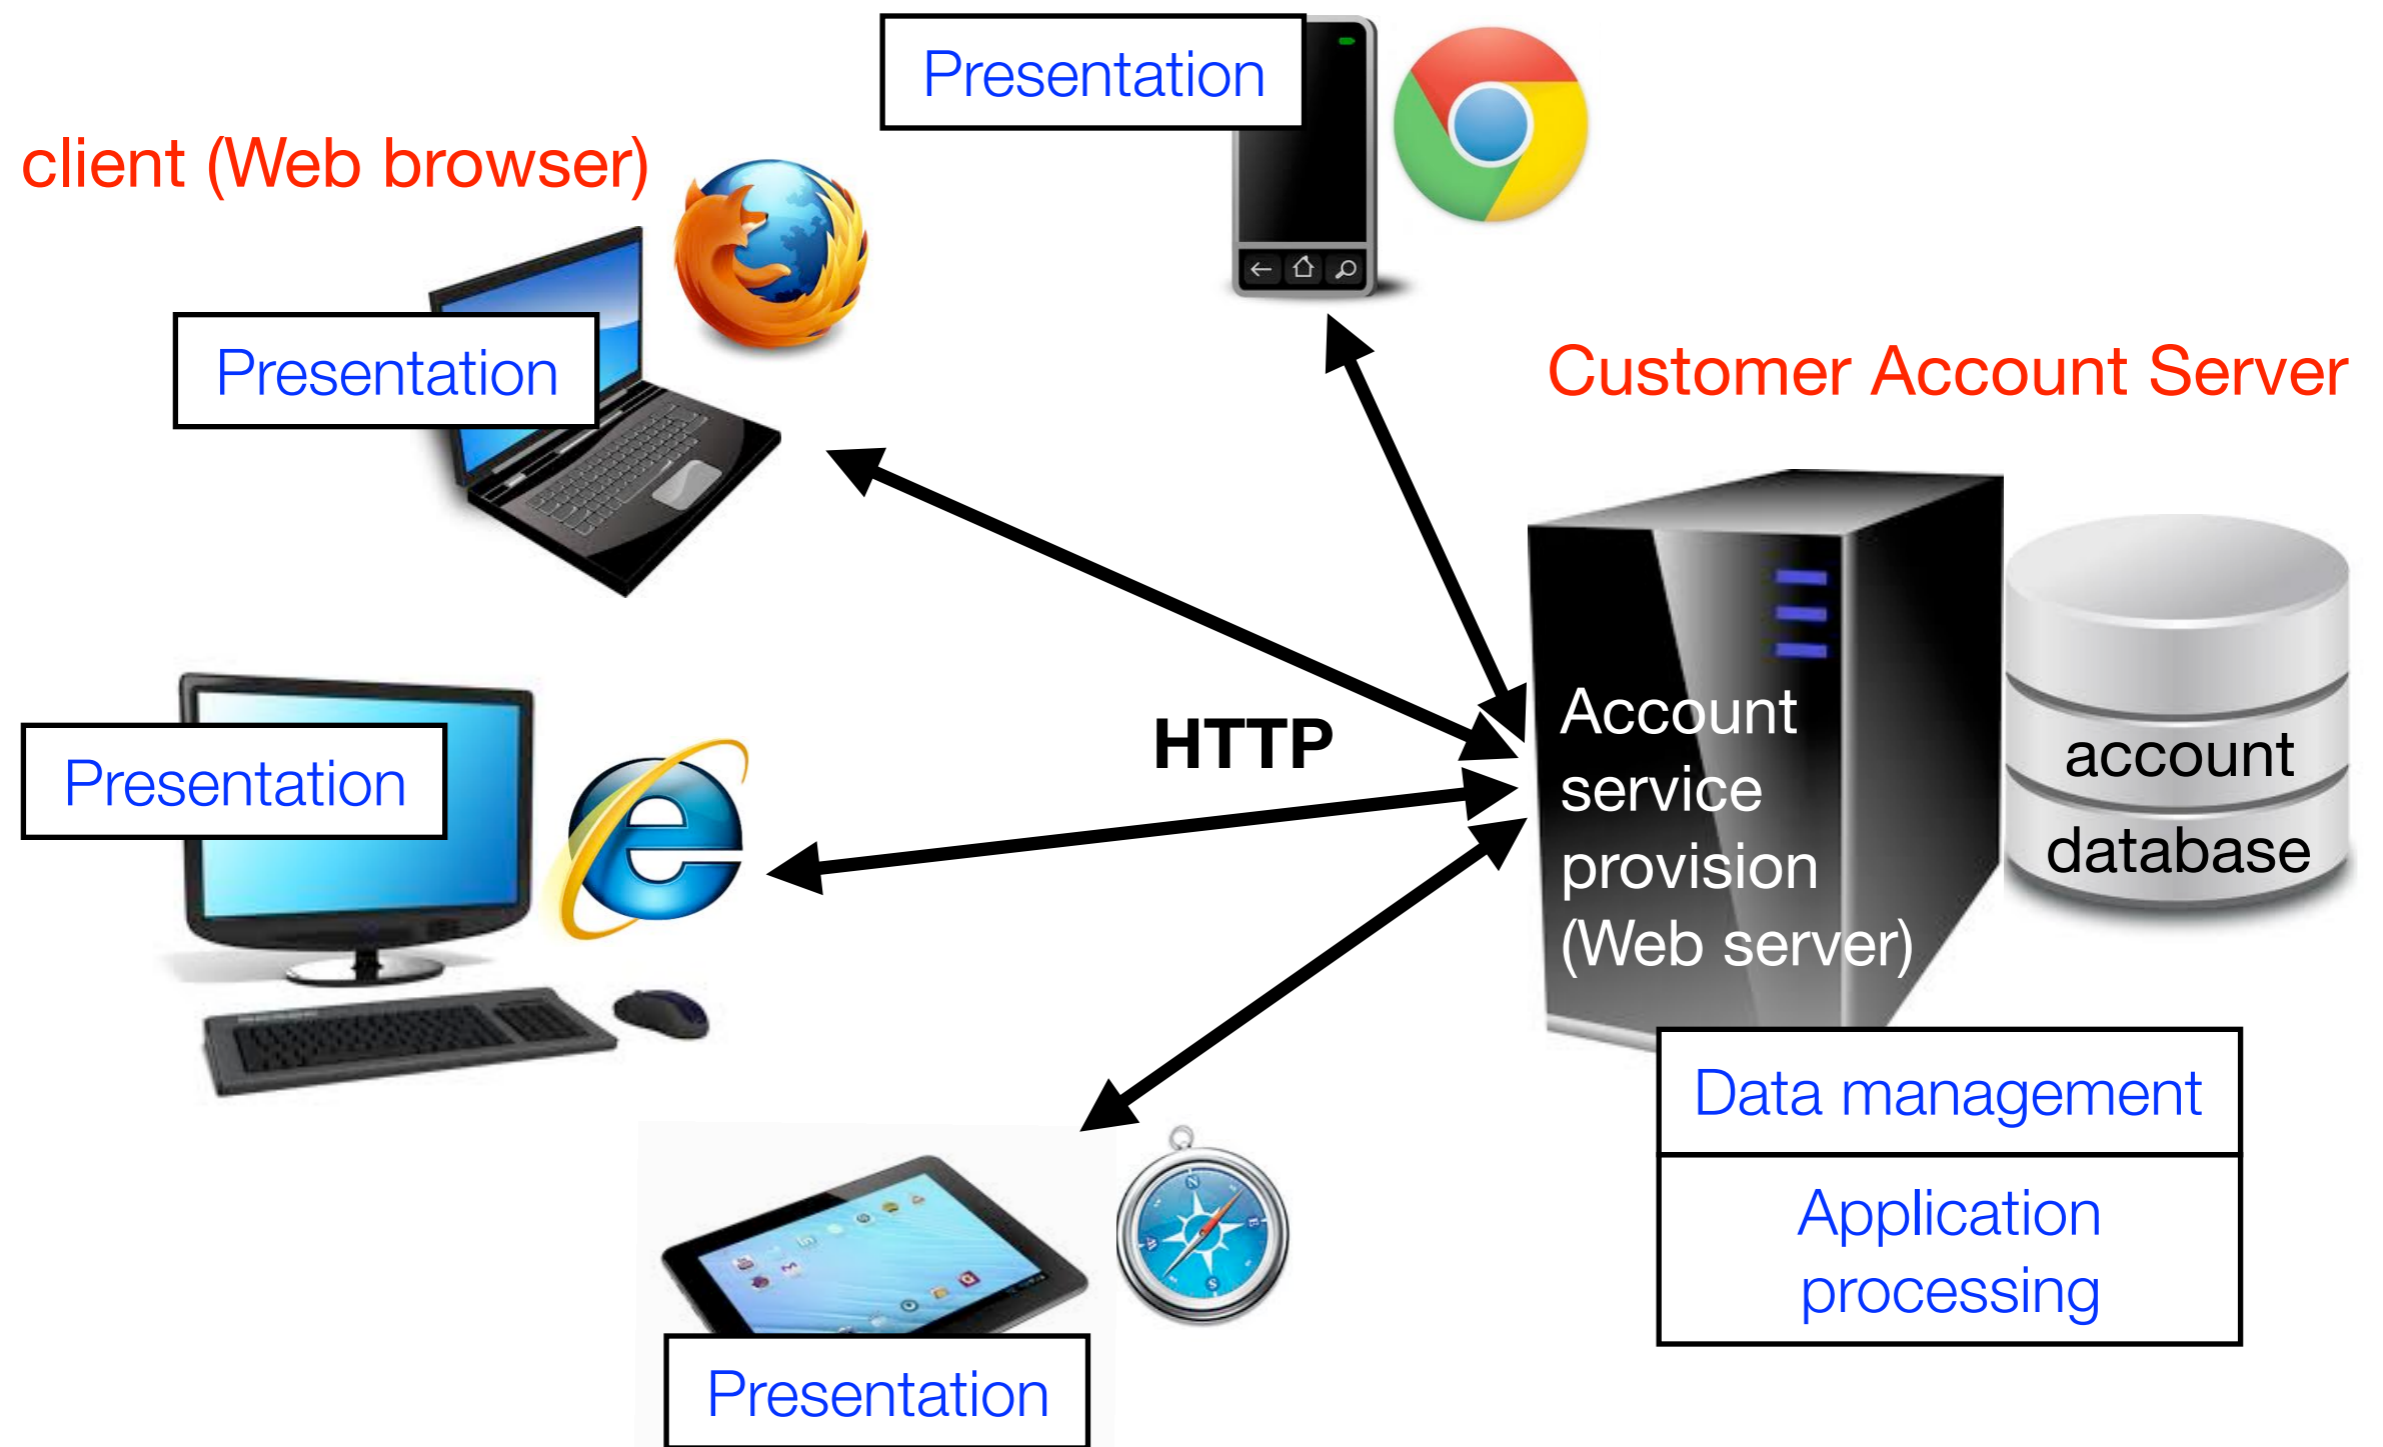 Presentation
client (Web browser)
Presentation
Customer Account Server
Presentation
HTTP
Account
service
provision
(Web server)
account
database
Data management
Application
processing
Presentation